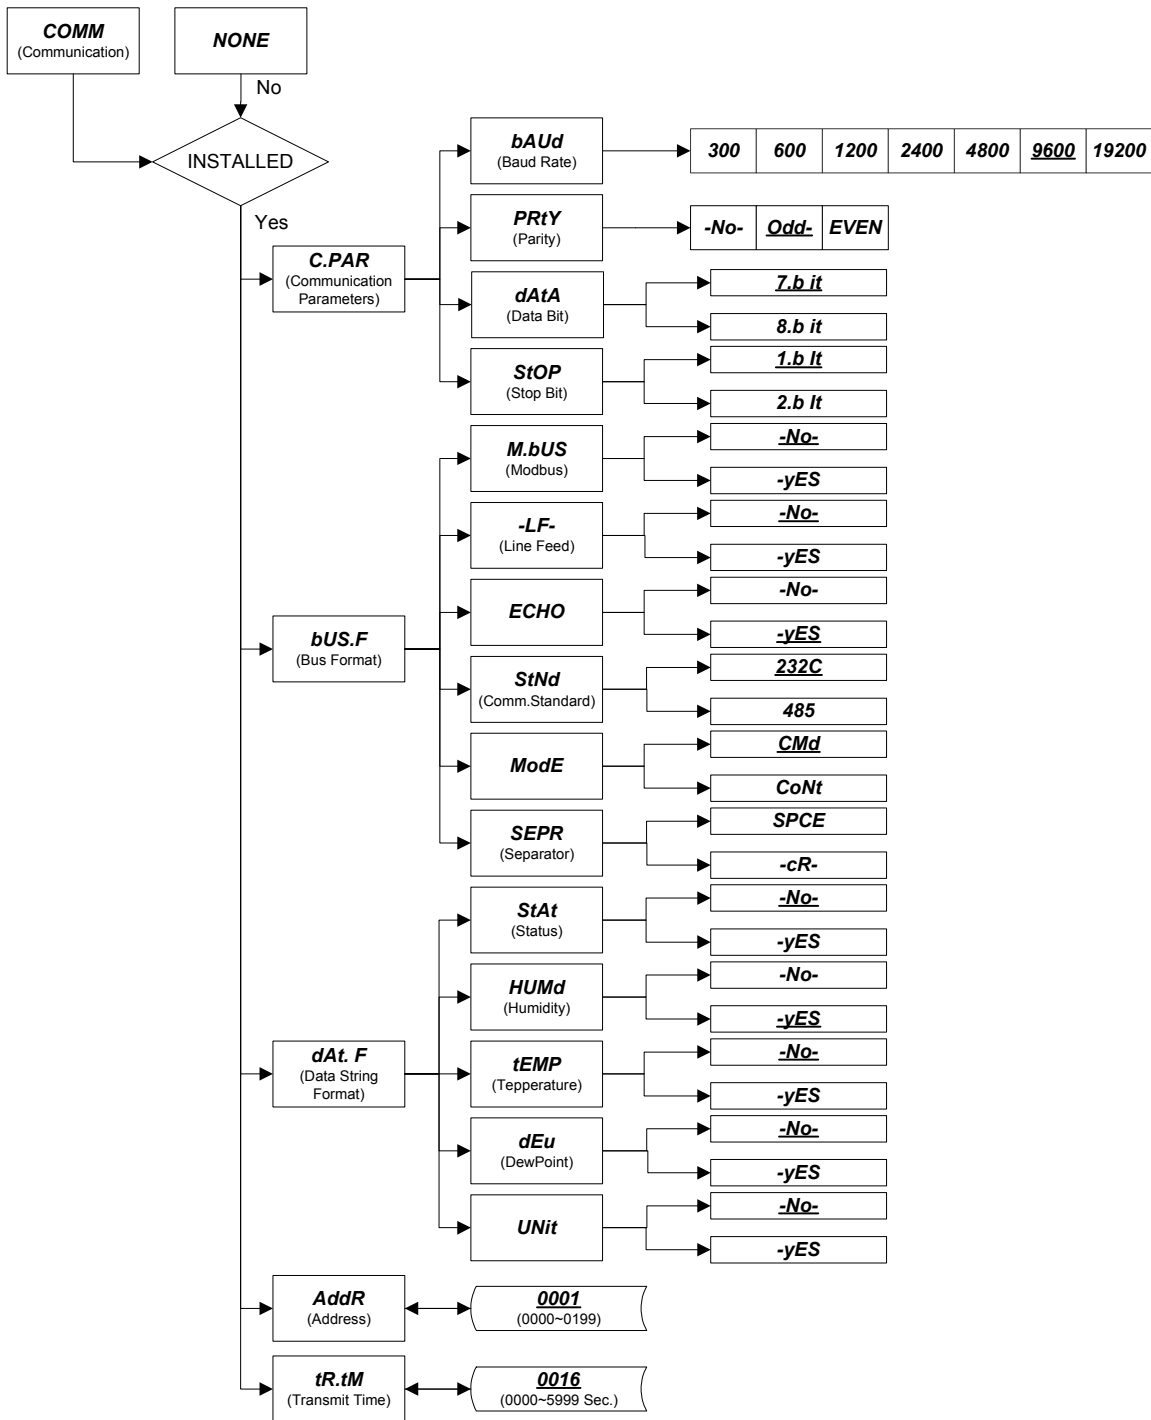 COMM
(Communication)
NONE
No
INSTALLED
Yes
C.PAR
(Communication
Parameters)
bAUd
(Baud Rate)
300 600 1200 2400 4800 9600 19200
PRtY
(Parity)
-No- Odd- EVEN
dAtA
(Data Bit)
7.b it
8.b it
StOP
(Stop Bit)
1.b It
2.b It
bUS.F
(Bus Format)
M.bUS
(Modbus)
-No-
-yES
-LF-
(Line Feed)
-No-
-yES
ECHO
-No-
-yES
StNd
(Comm.Standard)
232C
485
ModE
CMd
CoNt
SEPR
(Separator)
SPCE
-cR-
dAt. F
(Data String
Format)
StAt
(Status)
-No-
-yES
HUMd
(Humidity)
-No-
-yES
tEMP
(Tepperature)
-No-
-yES
dEu
(DewPoint)
-No-
-yES
UNit
-No-
-yES
AddR
(Address)
0001
(0000~0199)
tR.tM
(Transmit Time)
0016
(0000~5999 Sec.)